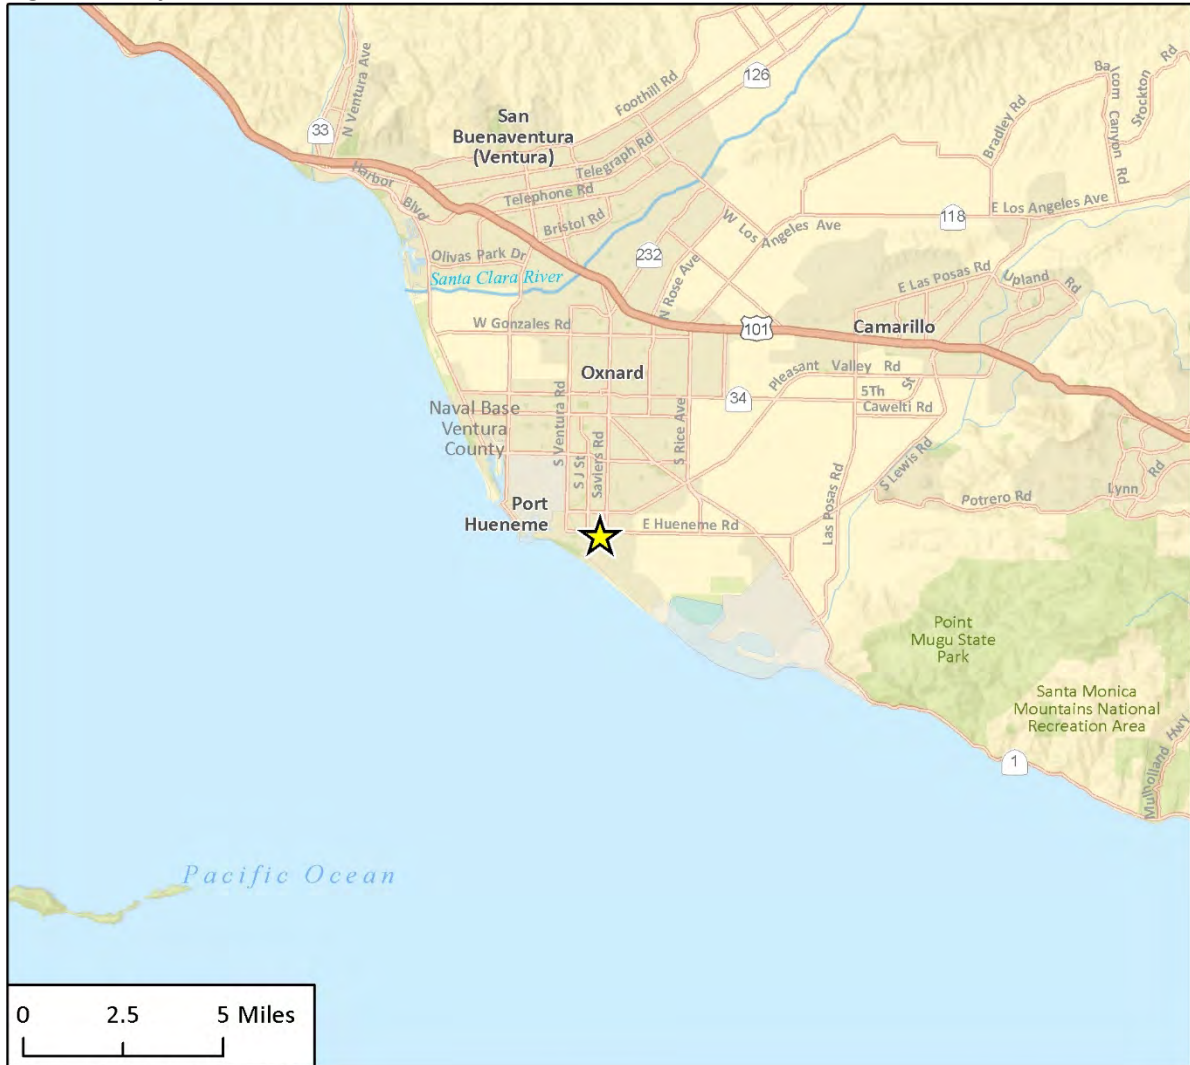 126
N Ventura Ave
Foothill Rd
Balcom Canyon Rd
Stockton Rd
33
San
Buenaventura
(Ventura)
Bradley Rd
Telegraph Rd
Harbor Blvd
Telephone Rd
Bristol Rd
W Los Angeles Ave
118
E Los Angeles Ave
Olivas Park Dr
232
Santa Clara River
N Rose Ave
E Las Posas Rd
Upland Rd
W Gonzales Rd
101
Camarillo
Oxnard
Pleasant Valley Rd
34
5Th St
Cawelti Rd
Naval Base
Ventura
County
S Ventura Rd
S J St
Saviers Rd
S Rice Ave
Las Posas Rd
S Lewis Rd
Lynn Rd
Potrero Rd
Port
Hueneme
E Hueneme Rd
Point
Mugu State
Park
Santa Monica
Mountains National
Recreation Area
1
Mulholland Hwy
Pacific Ocean
0 2.5 5 Miles